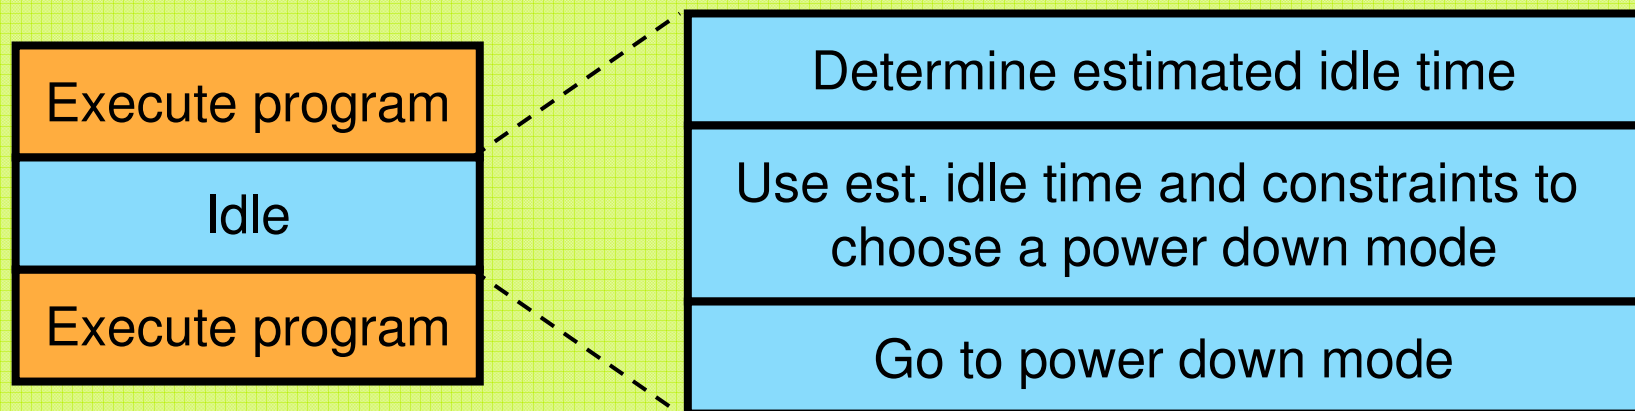 Execute program
Idle
Execute program
Determine estimated idle time
Use est. idle time and constraints to
choose a power down mode
Go to power down mode